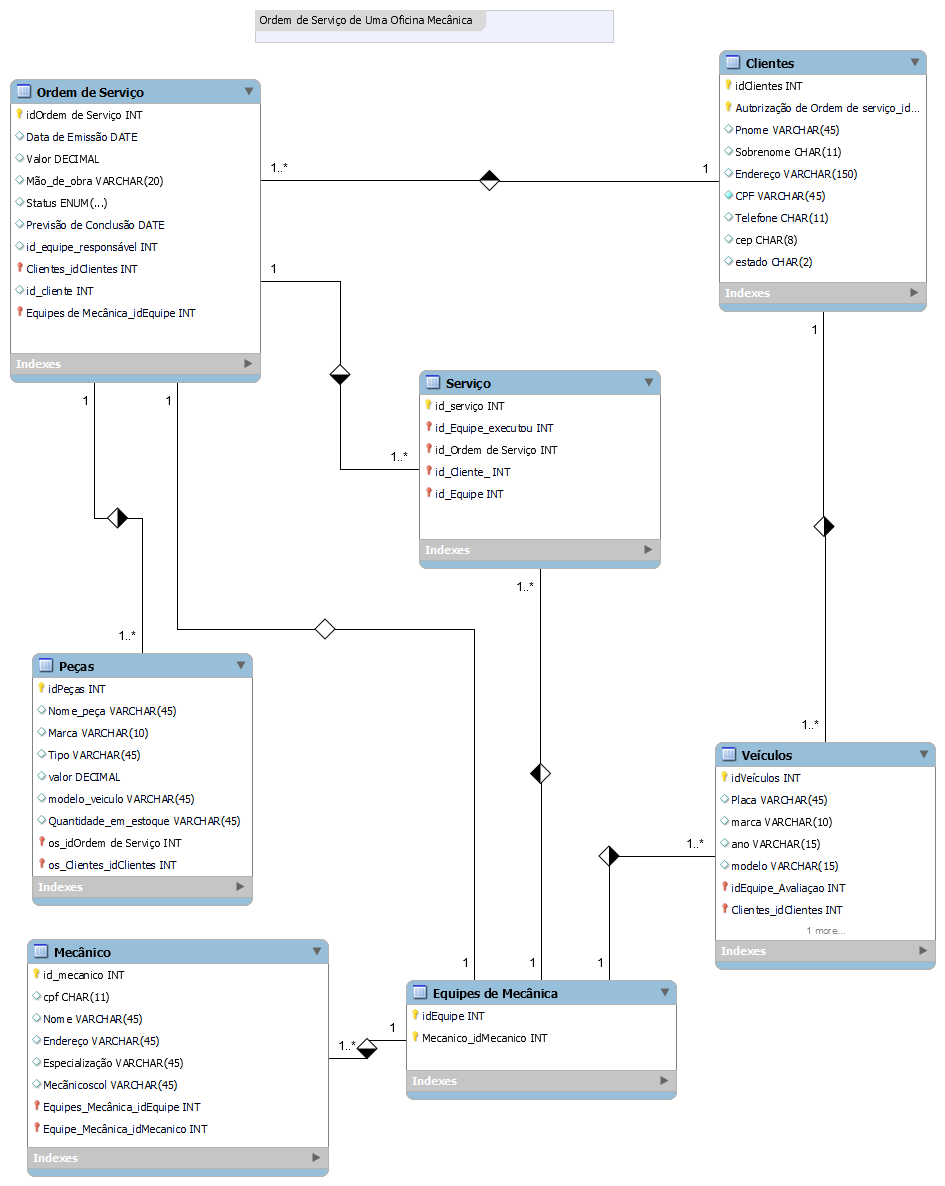 Ordem de Serviço de Uma Oficina Mecânica
Ordem de Serviço
idOrdem de Serviço INT
Data de Emissão DATE
Valor DECIMAL
Mão_de_obra VARCHAR(20)
Status ENUM(...)
Previsão de Conclusão DATE
id_equipe_responsável INT
Clientes_idClientes INT
id_cliente INT
Equipes de Mecânica_idEquipe INT
Indexes
1..*
1
Clientes
idClientes INT
Autorização de Ordem de serviço_id...
Pnome VARCHAR(45)
Sobrenome CHAR(11)
Endereço VARCHAR(150)
CPF VARCHAR(45)
Telefone CHAR(11)
cep CHAR(8)
estado CHAR(2)
Indexes
1
1..*
Serviço
id_serviço INT
id_Equipe_executou INT
id_Ordem de Serviço INT
id_Cliente_ INT
id_Equipe INT
Indexes
1
1
1
1..*
1..*
1..*
Peças
idPeças INT
Nome_peça VARCHAR(45)
Marca VARCHAR(10)
Tipo VARCHAR(45)
valor DECIMAL
modelo_veiculo VARCHAR(45)
Quantidade_em_estoque VARCHAR(45)
os_idOrdem de Serviço INT
os_Clientes_idClientes INT
Indexes
1..*
Veículos
idVeículos INT
Placa VARCHAR(45)
marca VARCHAR(10)
ano VARCHAR(15)
modelo VARCHAR(15)
idEquipe_Avaliaçao INT
Clientes_idClientes INT
1 more...
Indexes
Mecânico
id_mecanico INT
cpf CHAR(11)
Nome VARCHAR(45)
Endereço VARCHAR(45)
Especialização VARCHAR(45)
Mecãnicoscol VARCHAR(45)
Equipes_Mecânica_idEquipe INT
Equipe_Mecânica_idMecanico INT
Indexes
1..*
1
1
1
1
Equipes de Mecânica
idEquipe INT
Mecanico_idMecanico INT
Indexes